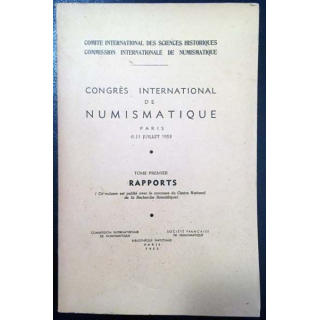 COMITE INTERNATIONAL DES SCIENCES HISTORIQUES
COMMISSION INTERNATIONALE DE NUMISMATIQUE
CONGRÈS INTERNATIONAL
DE
NUMISMATIQUE
PARIS
6-11 JUILLET 1953
TOME PREMIER
RAPPORTS
( Ce volume est publié avec le concours du Centre National
de la Recherche Scientifique)
COMMISSION INTERNATIONALE
DE NUMISMATIQUE
SOCIÉTÉ FRANÇAISE
DE NUMISMATIQUE
BIBLIOTHÈQUE NATIONALE
PARIS
1953